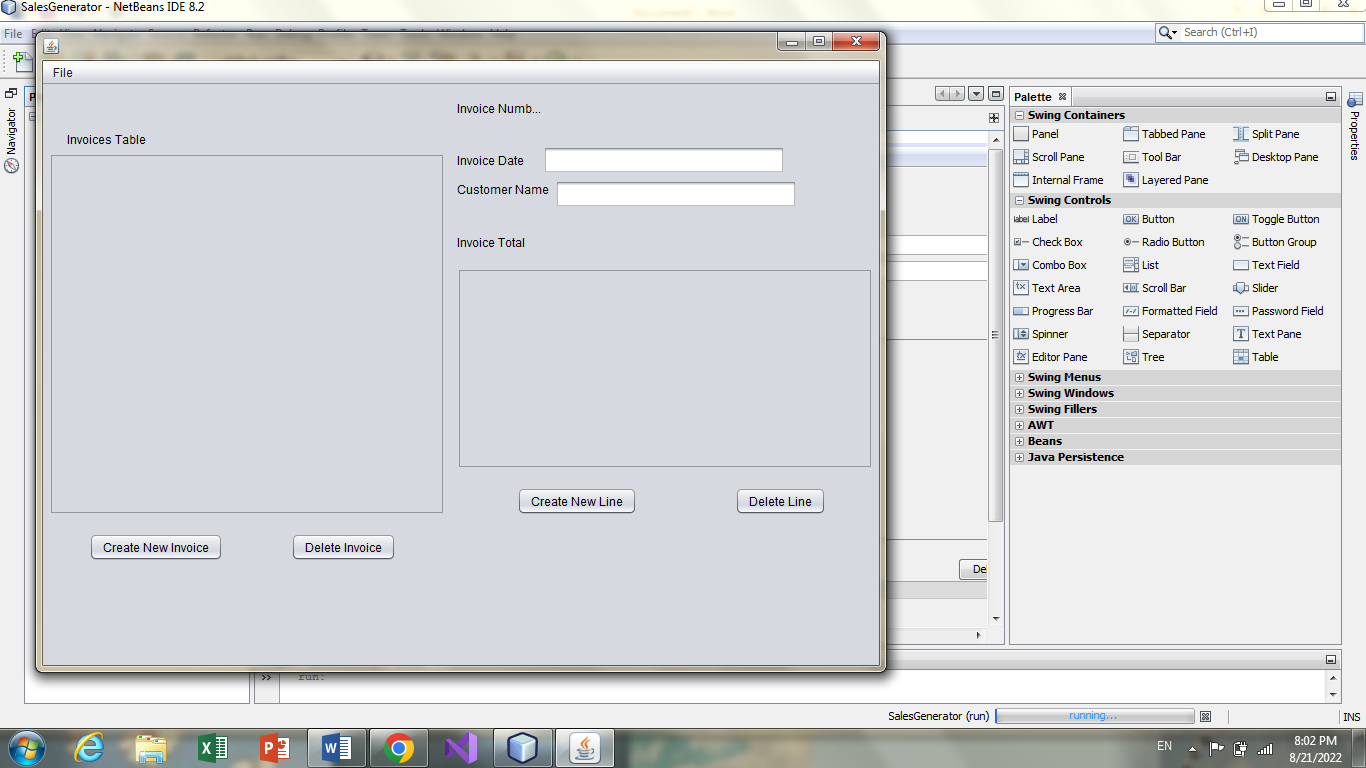 SalesGenerator - NetBeans IDE 8.2
File
Search (Ctrl+I)
File
Navigator
Invoices Table
Create New Invoice
Delete Invoice
Invoice Numb...
Invoice Date
Customer Name
Invoice Total
Create New Line
Delete Line
De
Palette
Swing Containers
Panel
Tabbed Pane
Split Pane
Scroll Pane
Tool Bar
Desktop Pane
Internal Frame
Layered Pane
Swing Controls
label Label
OK Button
ON Toggle Button
Check Box
Radio Button
Button Group
Combo Box
List
Text Field
Text Area
Scroll Bar
Slider
Progress Bar
Formatted Field
Password Field
Spinner
Separator
T Text Pane
Editor Pane
Tree
Table
Swing Menus
Swing Windows
Swing Fillers
AWT
Beans
Java Persistence
Properties
run:
SalesGenerator (run)
running...
INS
EN
8:02 PM
8/21/2022